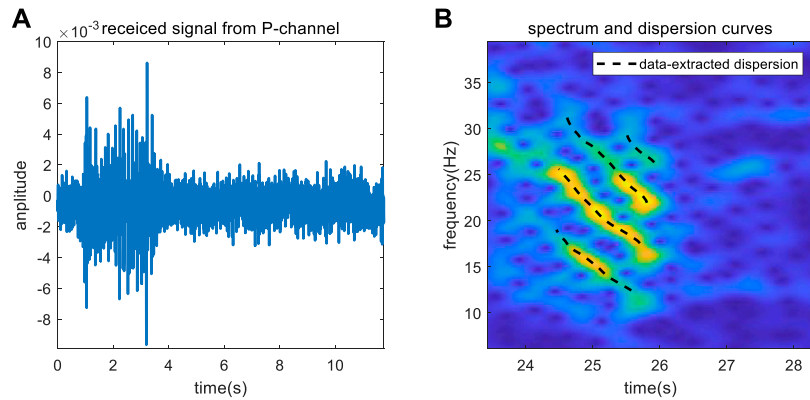 A
×10^-3 receiced signal from P-channel
10
8
6
4
2
0
-2
-4
-6
-8
0 2 4 6 8 10
anplitude
time(s)
B
spectrum and dispersion curves
data-extracted dispersion
35
30
25
20
15
10
24 25 26 27 28
frequency(Hz)
time(s)